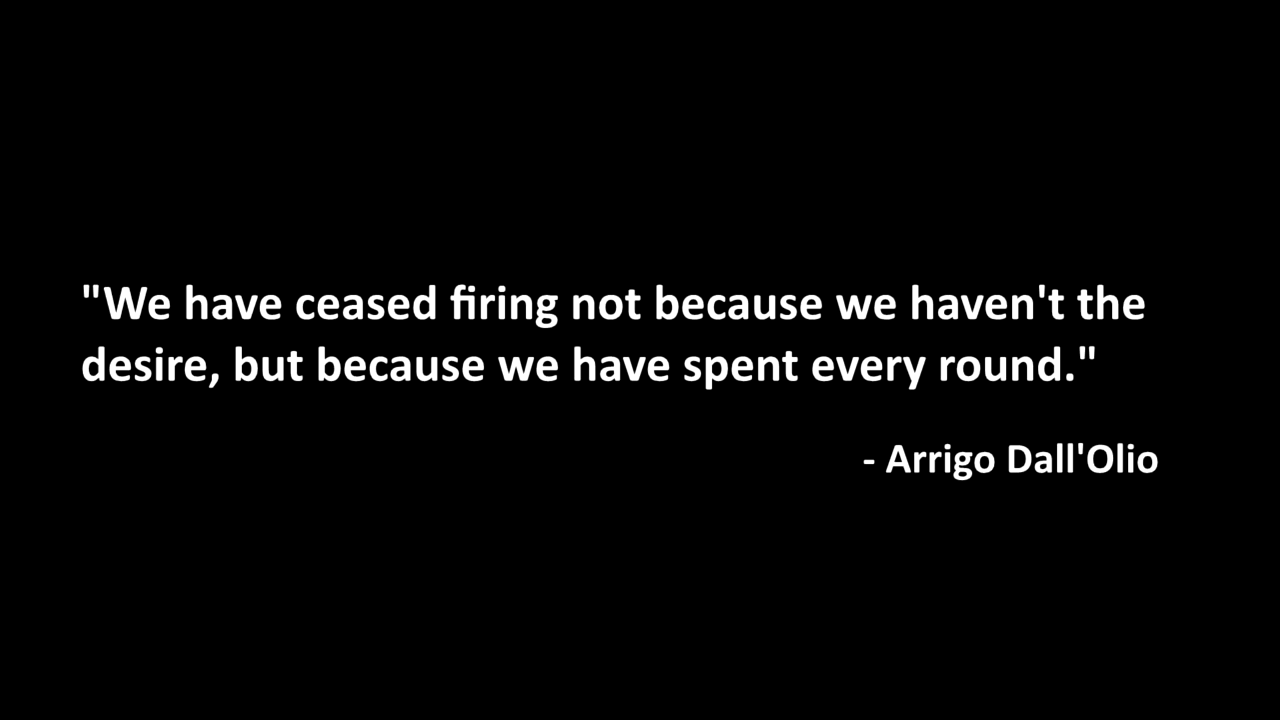 "We have ceased firing not because we haven't the
desire, but because we have spent every round."
- Arrigo Dall'Olio